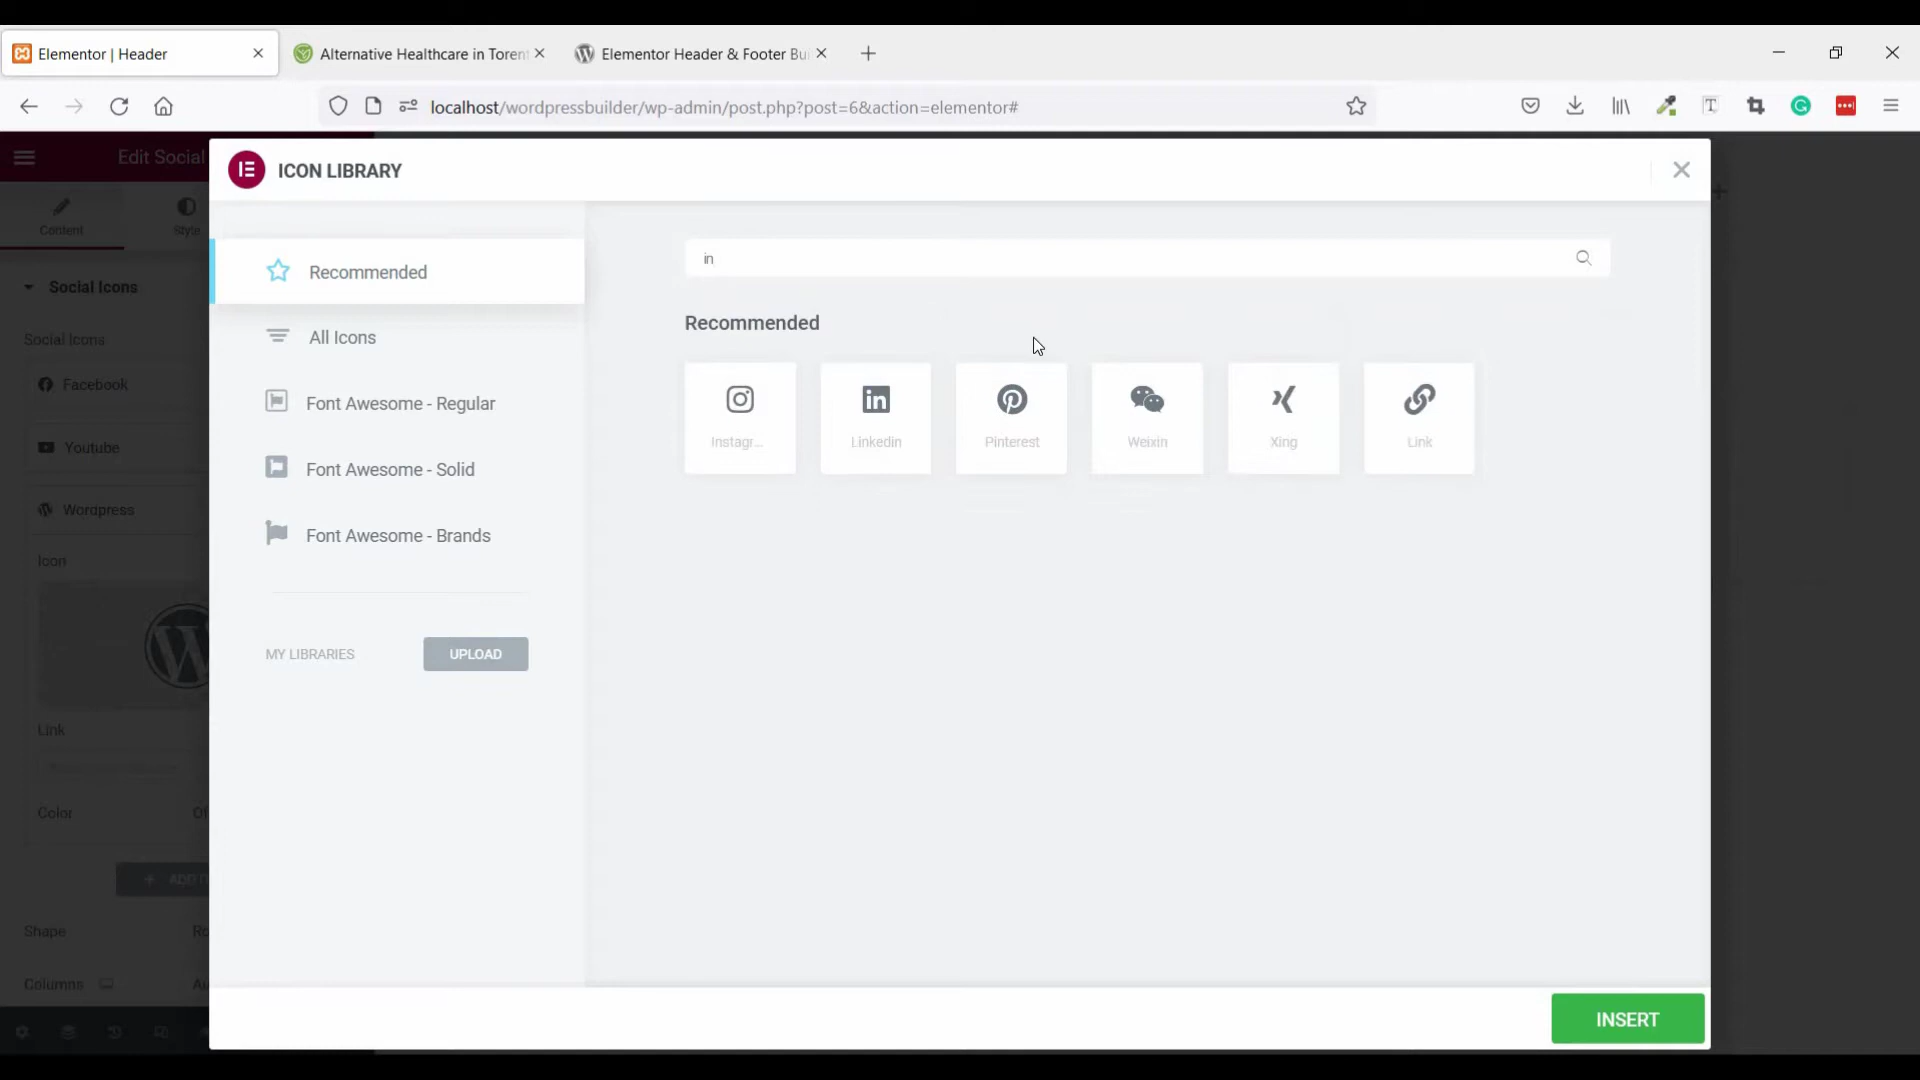 Elementor | Header
Alternative Healthcare in Toren
Elementor Header & Footer Bu
localhost/wordpressbuilder/wp-admin/post.php?post=6&action=elementor#
Edit Social
ICON LIBRARY
Content
Style
Recommended
in
Social Icons
Recommended
All Icons
Social Icons
Facebook
Font Awesome - Regular
Instagr...
Linkedin
Pinterest
Weixin
Xing
Link
Youtube
Font Awesome - Solid
Wordpress
Font Awesome - Brands
Icon
MY LIBRARIES
UPLOAD
Link
Color
Shape
Columns
INSERT